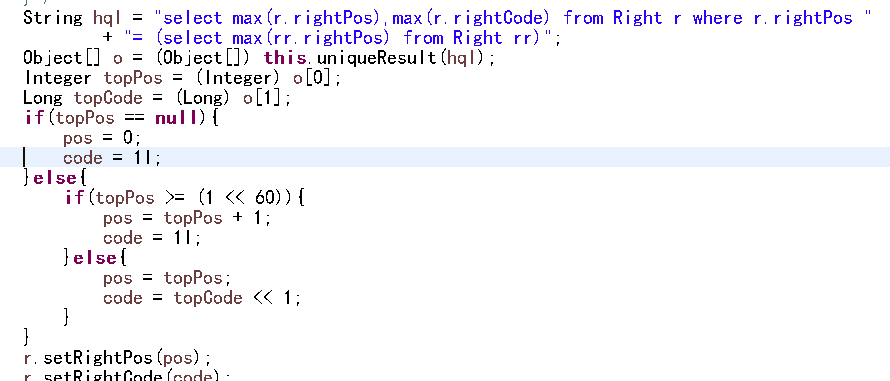 String hql = "select max(r.rightPos),max(r.rightCode) from Right r where r.rightPos "
+ "= (select max(rr.rightPos) from Right rr)";
Object[] o = (Object[]) this.uniqueResult(hql);
Integer topPos = (Integer) o[0];
Long topCode = (Long) o[1];
if(topPos == null){
pos = 0;
code = 1l;
}else{
if(topPos >= (1 << 60)){
pos = topPos + 1;
code = 1l;
}else{
pos = topPos;
code = topCode << 1;
}
}
r.setRightPos(pos);
r.setRightCode(code);